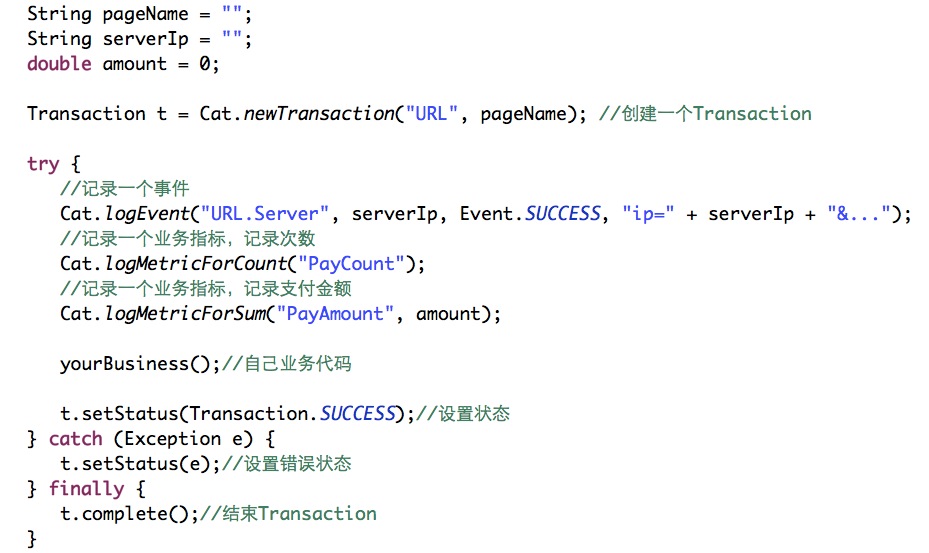 String pageName = "";
String serverIp = "";
double amount = 0;
Transaction t = Cat.newTransaction("URL", pageName); //创建一个Transaction
try {
//记录一个事件
Cat.logEvent("URL.Server", serverIp, Event.SUCCESS, "ip=" + serverIp + "&...");
//记录一个业务指标，记录次数
Cat.logMetricForCount("PayCount");
//记录一个业务指标，记录支付金额
Cat.logMetricForSum("PayAmount", amount);
yourBusiness();//自己业务代码
t.setStatus(Transaction.SUCCESS);//设置状态
} catch (Exception e) {
t.setStatus(e);//设置错误状态
} finally {
t.complete();//结束Transaction
}